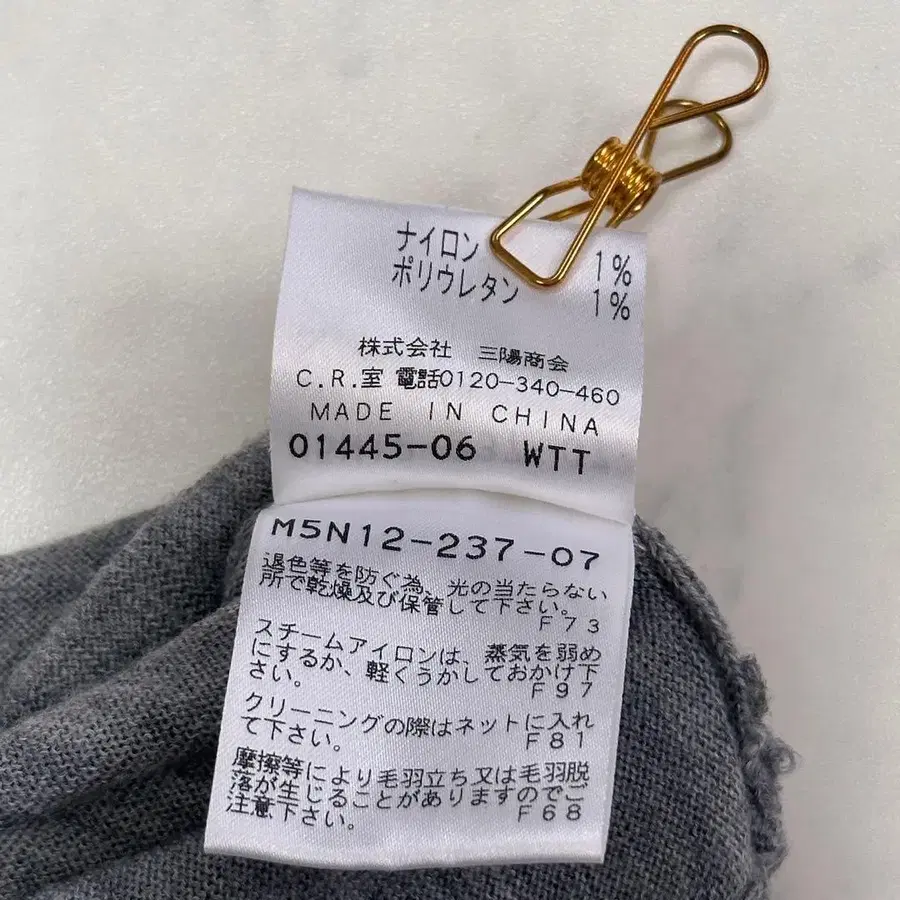 ナイロン 1%
ポリウレタン 1%
株式会社 三陽商会
C.R.室 電話0120-340-460
MADE IN CHINA
01445-06 WTT
M5N12-237-07
退色等を防ぐ為、光の当たらない
所で乾燥及び保管して下さい。
F73
スチームアイロンは、蒸気を弱め
にするか、軽くうかしておかけ下
さい。 F97
クリーニングの際はネットに入れ
て下さい。 F81
摩擦等により毛羽立ち又は毛羽脱
落が生じることがありますのでご
注意下さい。 F68